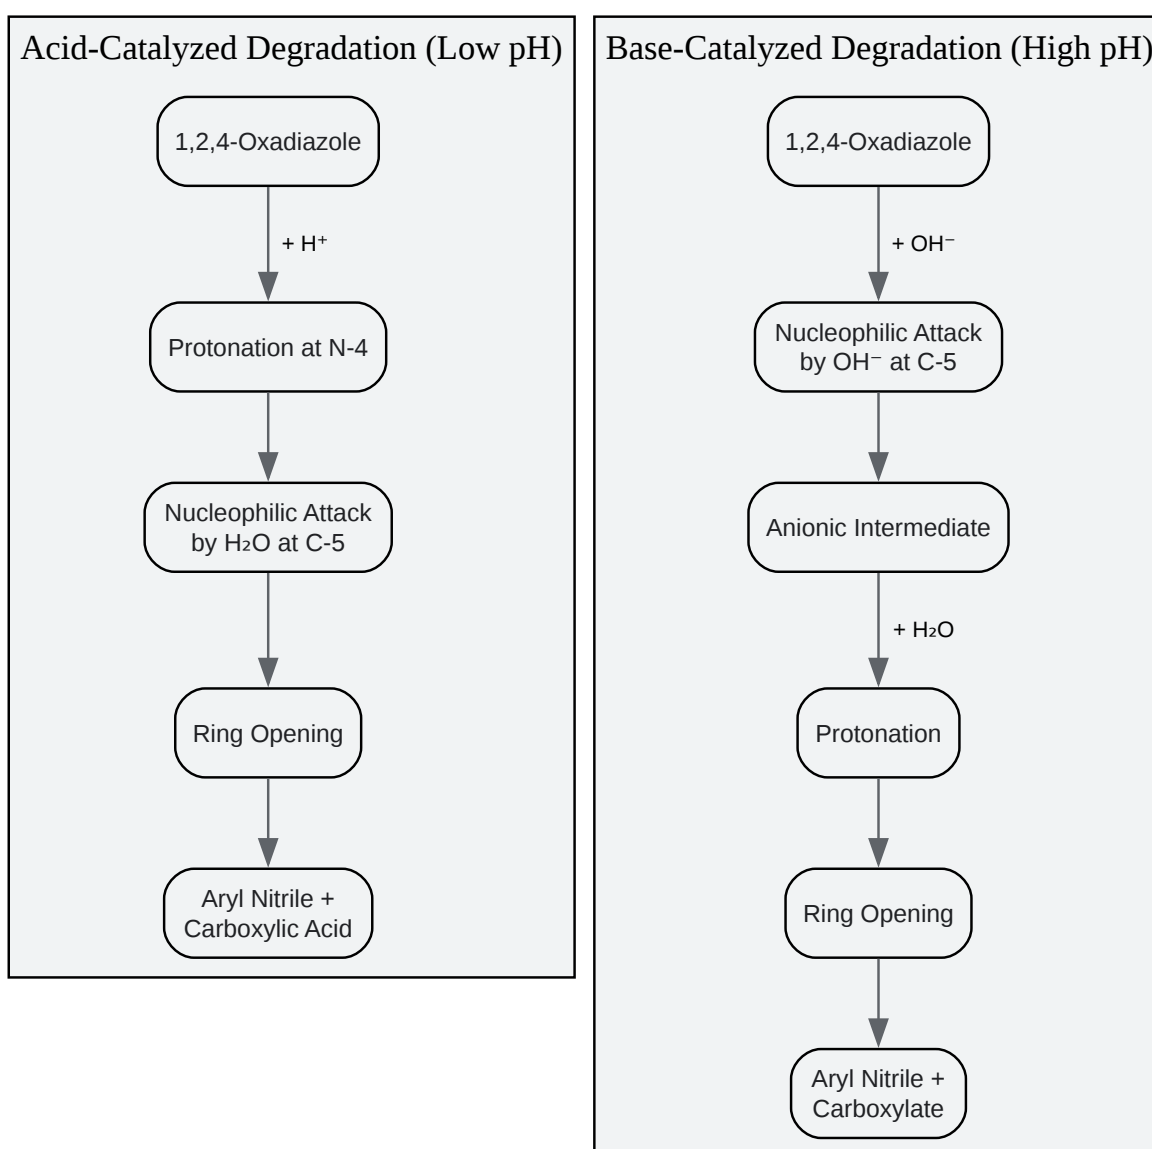 Acid-Catalyzed Degradation (Low pH)
1,2,4-Oxadiazole
+ H⁺
Protonation at N-4
Nucleophilic Attack
by H₂O at C-5
Ring Opening
Aryl Nitrile +
Carboxylic Acid
Base-Catalyzed Degradation (High pH)
1,2,4-Oxadiazole
+ OH⁻
Nucleophilic Attack
by OH⁻ at C-5
Anionic Intermediate
+ H₂O
Protonation
Ring Opening
Aryl Nitrile +
Carboxylate